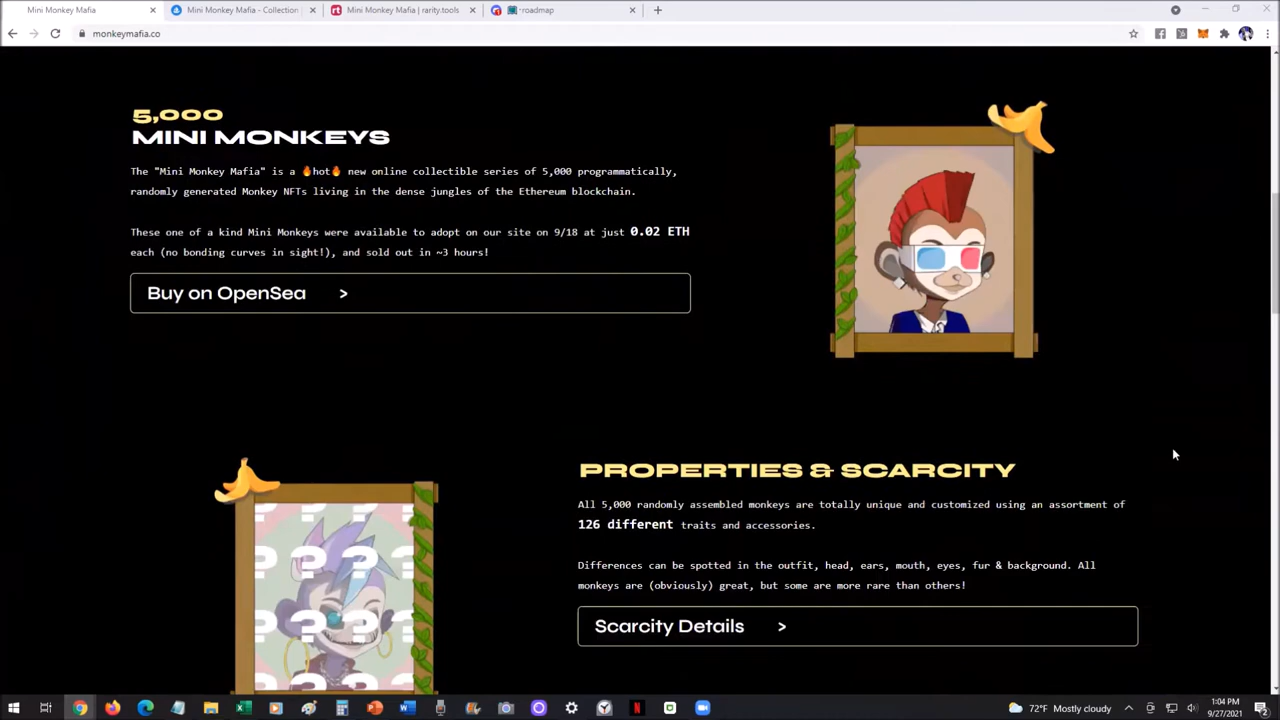 Mini Monkey Mafia
Mini Monkey Mafia - Collection
Mini Monkey Mafia | rarity.tools
roadmap
monkeymafia.co
5,000
MINI MONKEYS
The "Mini Monkey Mafia" is a 🔥hot🔥 new online collectible series of 5,000 programmatically,
randomly generated Monkey NFTs living in the dense jungles of the Ethereum blockchain.
These one of a kind Mini Monkeys were available to adopt on our site on 9/18 at just 0.02 ETH
each (no bonding curves in sight!), and sold out in ~3 hours!
Buy on OpenSea >
PROPERTIES & SCARCITY
All 5,000 randomly assembled monkeys are totally unique and customized using an assortment of
126 different traits and accessories.
Differences can be spotted in the outfit, head, ears, mouth, eyes, fur & background. All
monkeys are (obviously) great, but some are more rare than others!
Scarcity Details >
? ? ? ?
? ? ? ?
? ? ? ?
? ? ? ?
72°F Mostly cloudy
1:04 PM
9/27/2021
2